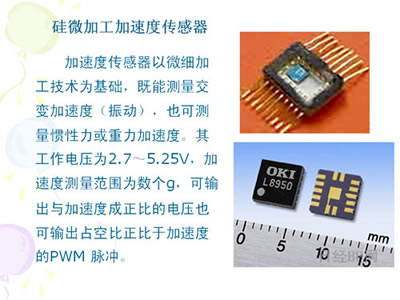 硅微加工加速度传感器
加速度传感器以微细加
工技术为基础，既能测量交
变加速度（振动），也可测
量惯性力或重力加速度。其
工作电压为2.7～5.25V，加
速度测量范围为数个g，可输
出与加速度成正比的电压也
可输出占空比正比于加速度
的PWM 脉冲。
OKI
L8950
mm
0 5 10 15